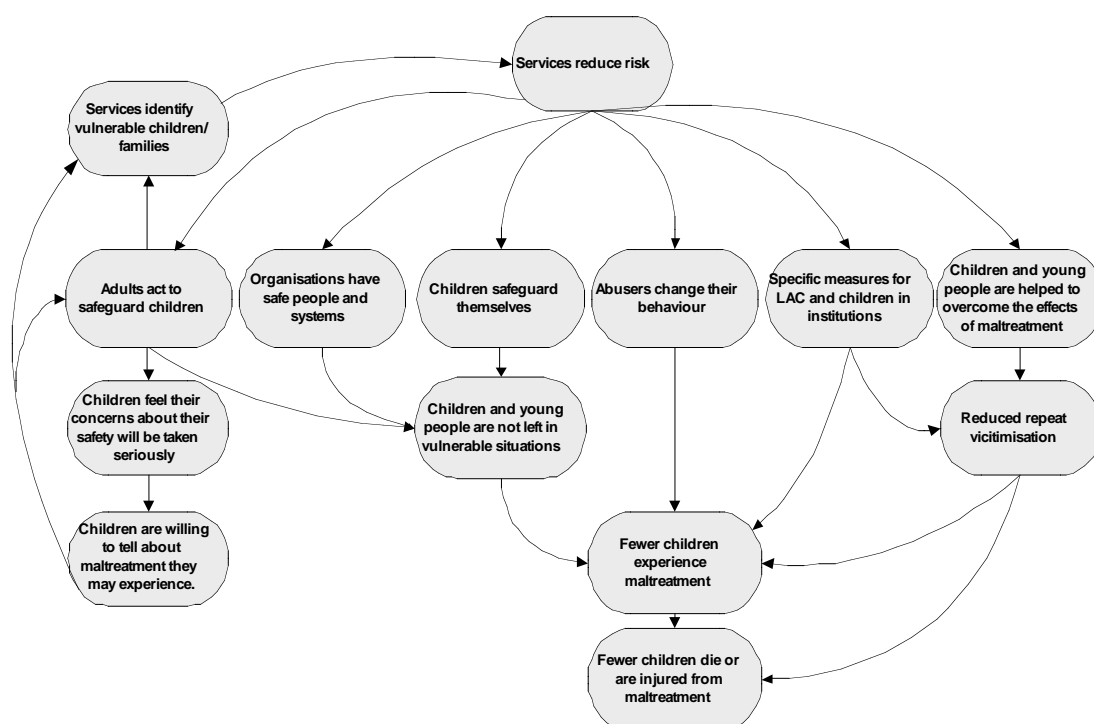 Services reduce risk
Services identify
vulnerable children/
families
Adults act to
safeguard children
Organisations have
safe people and
systems
Children safeguard
themselves
Abusers change their
behaviour
Specific measures for
LAC and children in
institutions
Children and young
people are helped to
overcome the effects
of maltreatment
Children feel their
concerns about their
safety will be taken
seriously
Children and young
people are not left in
vulnerable situations
Reduced repeat
vicitimisation
Children are willing
to tell about
maltreatment they
may experience.
Fewer children
experience
maltreatment
Fewer children die or
are injured from
maltreatment